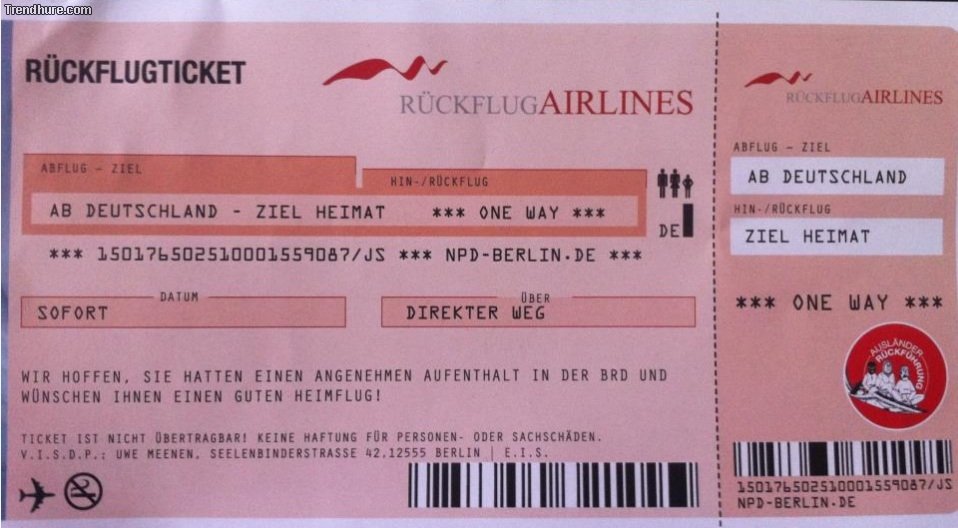 Trendhure.com
RÜCKFLUGTICKET
RÜCKFLUGAIRLINES
ABFLUG – ZIEL
HIN-/RÜCKFLUG
AB DEUTSCHLAND - ZIEL HEIMAT *** ONE WAY ***
DE
*** 1501765025100015​59087/JS *** NPD-BERLIN.DE ***
DATUM
SOFORT
ÜBER
DIREKTER WEG
WIR HOFFEN, SIE HATTEN EINEN ANGENEHMEN AUFENTHALT IN DER BRD UND
WÜNSCHEN IHNEN EINEN GUTEN HEIMFLUG!
TICKET IST NICHT ÜBERTRAGBAR! KEINE HAFTUNG FÜR PERSONEN- ODER SACHSCHÄDEN.
V.I.S.D.P.: UWE MEENEN, SEELENBINDERSTRASSE 42,12555 BERLIN | E.I.S.
RÜCKFLUGAIRLINES
ABFLUG – ZIEL
AB DEUTSCHLAND
HIN-/RÜCKFLUG
ZIEL HEIMAT
*** ONE WAY ***
AUSLÄNDER
RÜCKFÜHRUNG
150176502510001559087/JS
NPD-BERLIN.DE